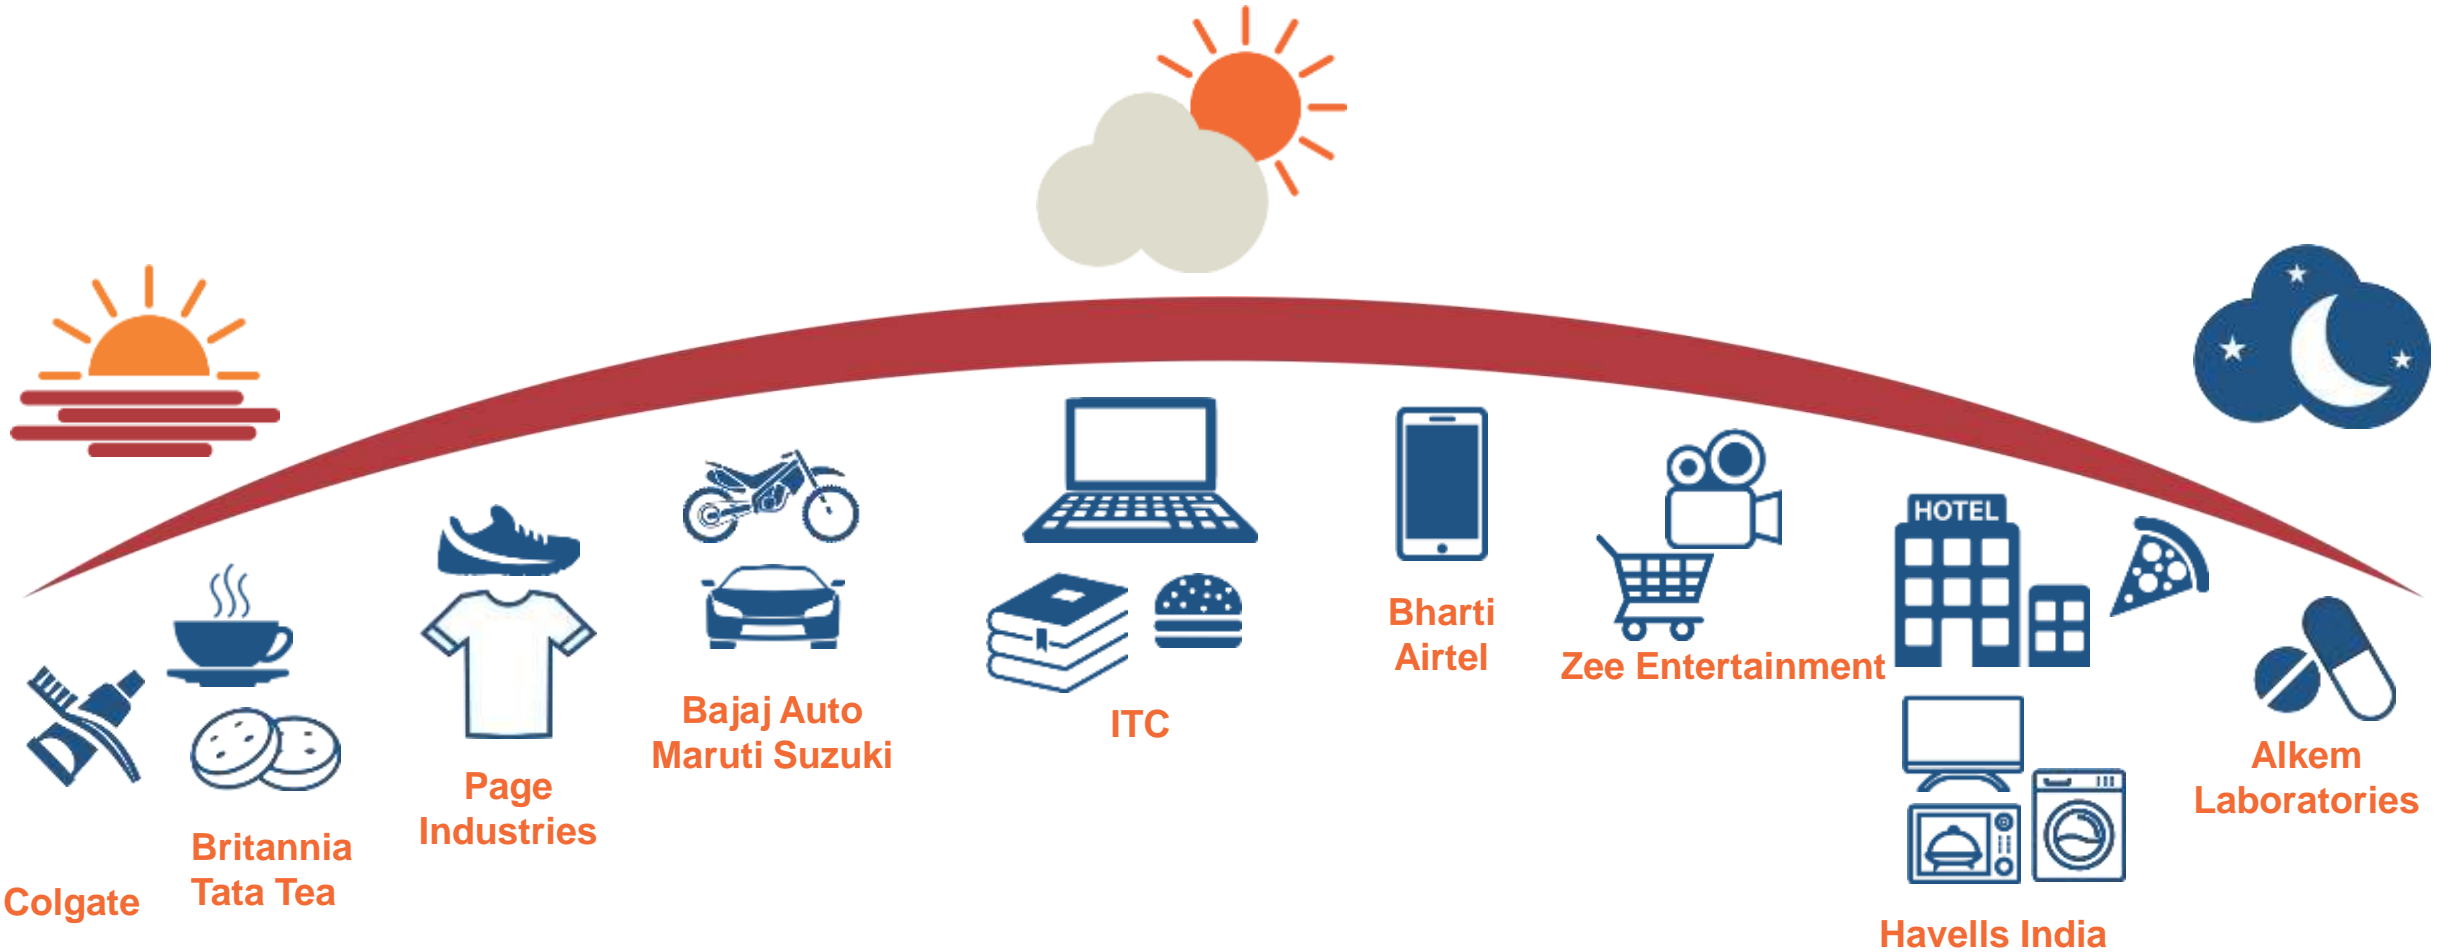 HOTEL
Colgate
Britannia
Tata Tea
Page
Industries
Bajaj Auto
Maruti Suzuki
ITC
Bharti
Airtel
Zee Entertainment
Havells India
Alkem
Laboratories